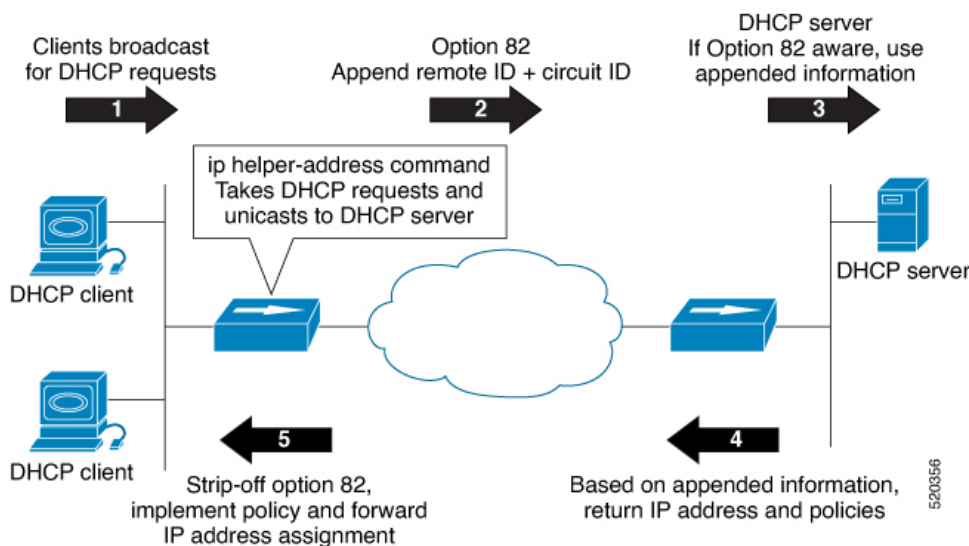 Clients broadcast
for DHCP requests
1
Option 82
Append remote ID + circuit ID
2
DHCP server
If Option 82 aware, use
appended information
3
ip helper-address command
Takes DHCP requests and
unicasts to DHCP server
DHCP client
DHCP server
DHCP client
5
Strip-off option 82,
implement policy and forward
IP address assignment
4
Based on appended information,
return IP address and policies
520356